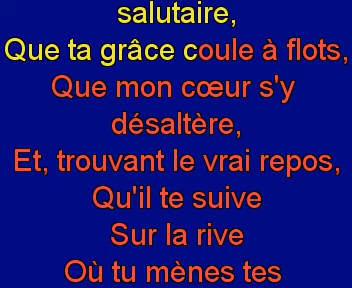 salutaire,
Que ta grâce coule à flots,
Que mon cœur s'y
désaltère,
Et, trouvant le vrai repos,
Qu'il te suive
Sur la rive
Où tu mènes tes